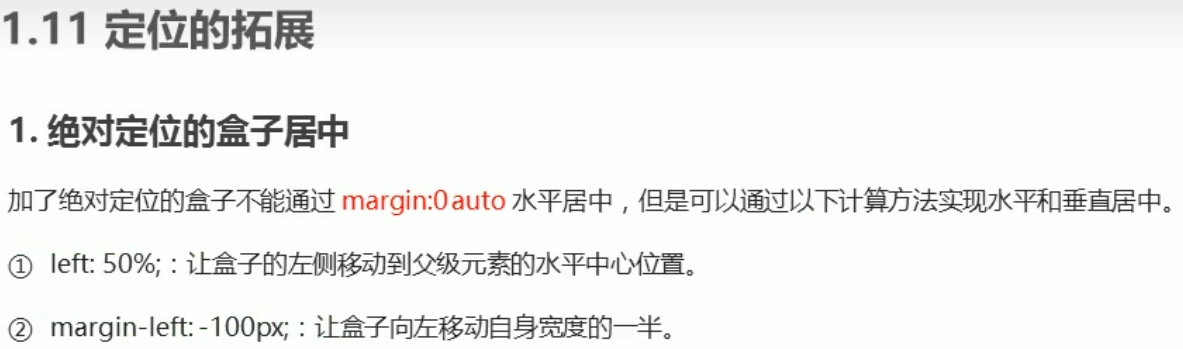 1.11 定位的拓展
1. 绝对定位的盒子居中
加了绝对定位的盒子不能通过 margin:0 auto 水平居中，但是可以通过以下计算方法实现水平和垂直居中。
① left: 50%;：让盒子的左侧移动到父级元素的水平中心位置。
② margin-left: -100px;：让盒子向左移动自身宽度的一半。